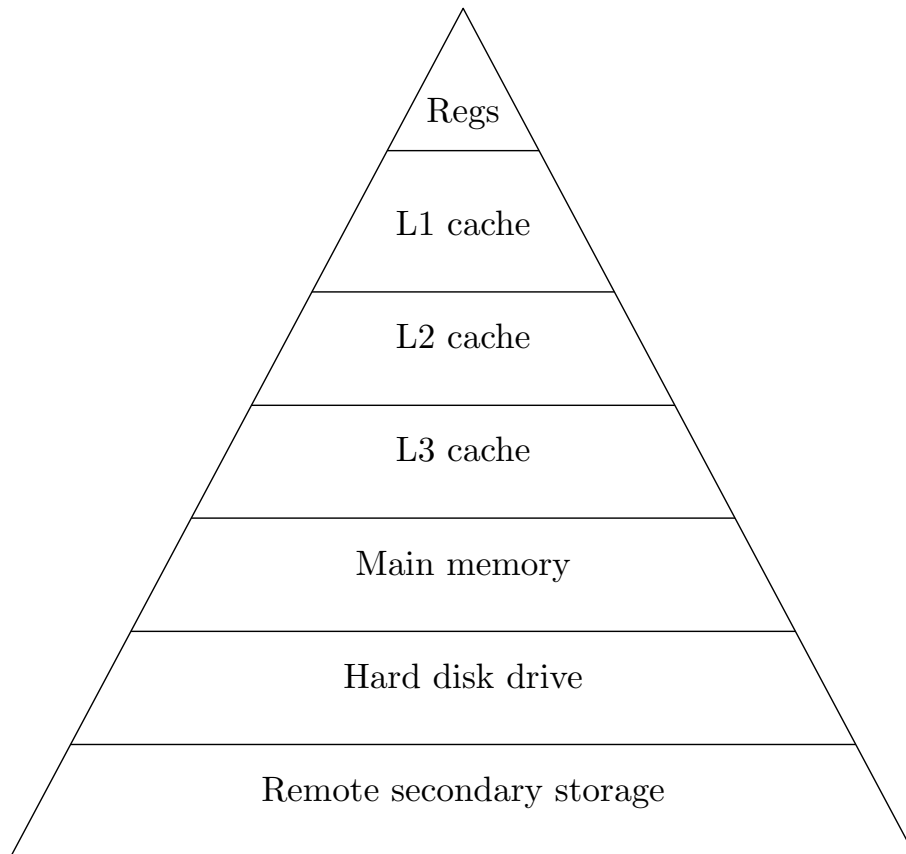 Regs
L1 cache
L2 cache
L3 cache
Main memory
Hard disk drive
Remote secondary storage